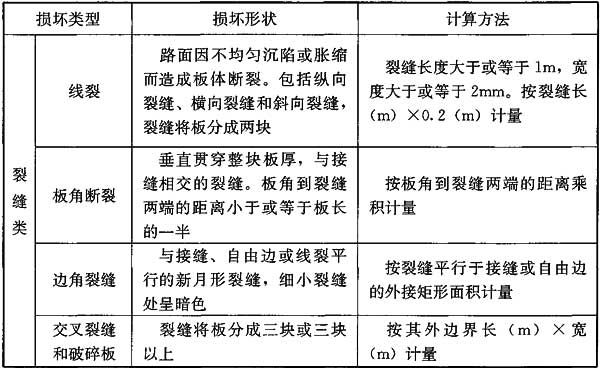 损坏类型 损坏形状 计算方法
裂缝类
线裂
路面因不均匀沉陷或胀缩
而造成板体断裂。包括纵向
裂缝、横向裂缝和斜向裂缝，
裂缝将板分成两块
裂缝长度大于或等于1m，宽
度大于或等于2mm。按裂缝长
（m）×0.2（m）计量
板角断裂
垂直贯穿整块板厚，与接
缝相交的裂缝。板角到裂缝
两端的距离小于或等于板长
的一半
按板角到裂缝两端的距离乘
积计量
边角裂缝
与接缝、自由边或线裂平
行的新月形裂缝，细小裂缝
处呈暗色
按裂缝平行于接缝或自由边
的外接矩形面积计量
交叉裂缝
和破碎板
裂缝将板分成三块或三块
以上
按其外边界长（m）×宽
（m）计量